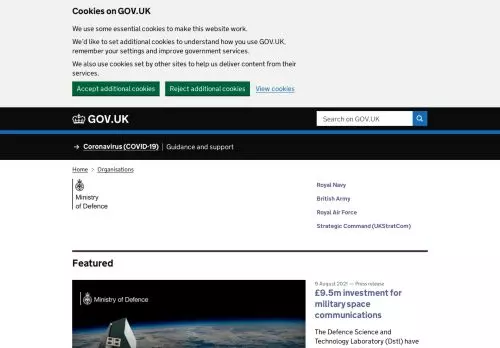 Cookies on GOV.UK
We use some essential cookies to make this website work.
We'd like to set additional cookies to understand how you use GOV.UK,
remember your settings and improve government services.
We also use cookies set by other sites to help us deliver content from their
services.
Accept additional cookies
Reject additional cookies
View cookies
GOV.UK
Search on GOV.UK
→ Coronavirus (COVID-19) | Guidance and support
Home > Organisations
Ministry
of Defence
Royal Navy
British Army
Royal Air Force
Strategic Command (UKStratCom)
Featured
Ministry of Defence
9 August 2021 — Press release
£9.5m investment for
military space
communications
The Defence Science and
Technology Laboratory (Dstl) have